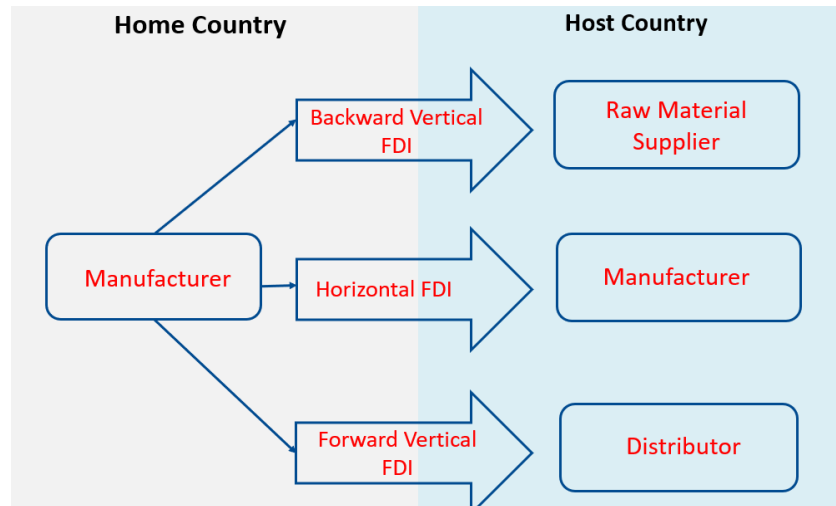 Home Country
Host Country
Backward Vertical
FDI
Raw Material
Supplier
Manufacturer
Horizontal FDI
Manufacturer
Forward Vertical
FDI
Distributor